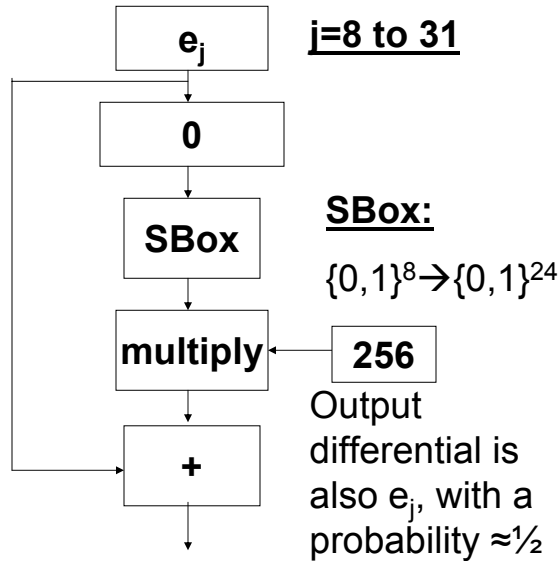 e_j
j=8 to 31
0
SBox
SBox:
{0,1}⁸→{0,1}²⁴
multiply
256
Output
differential is
also e_j, with a
probability ≈½
+